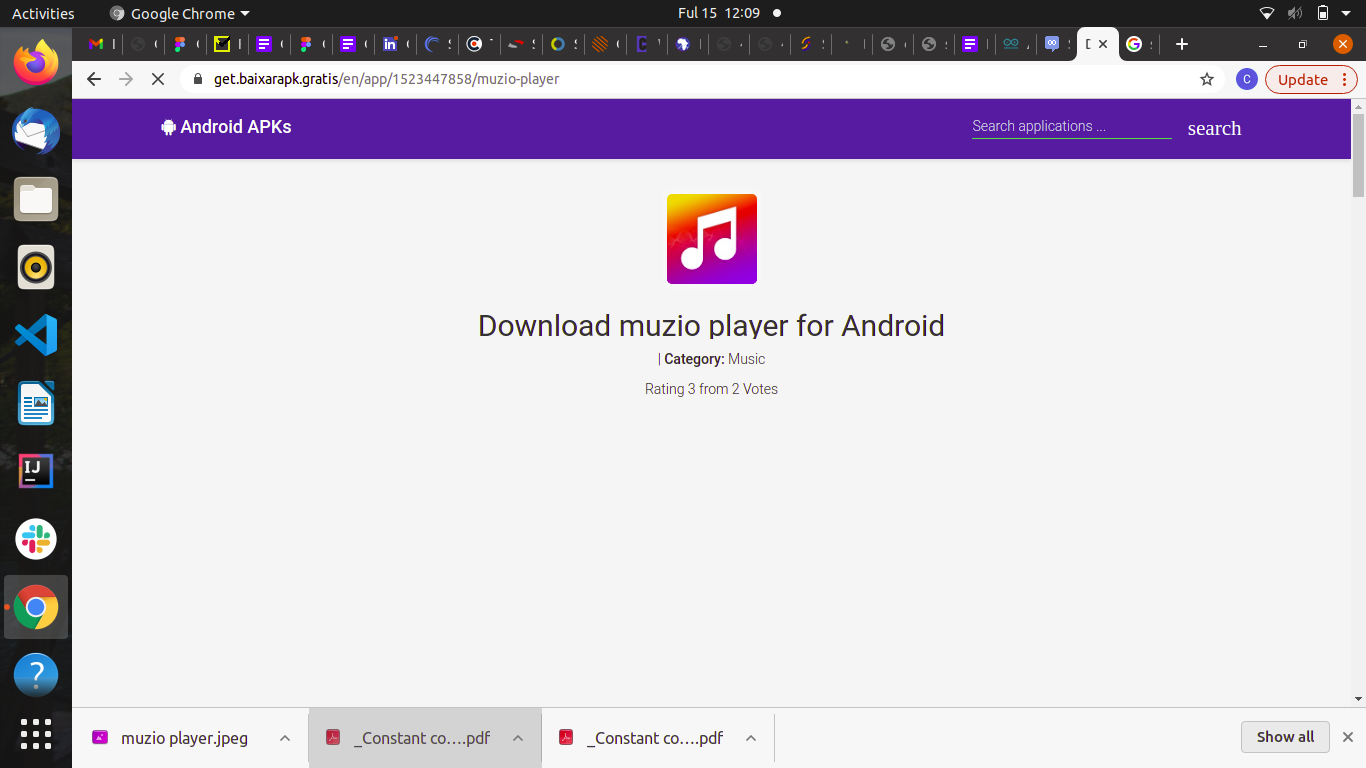 Activities
Google Chrome
Ful 15 12:09
get.baixarapk.gratis/en/app/1523447858/muzio-player
C
Update
Android APKs
Search applications ...
search
Download muzio player for Android
| Category: Music
Rating 3 from 2 Votes
muzio player.jpeg
_Constant co....pdf
_Constant co....pdf
Show all